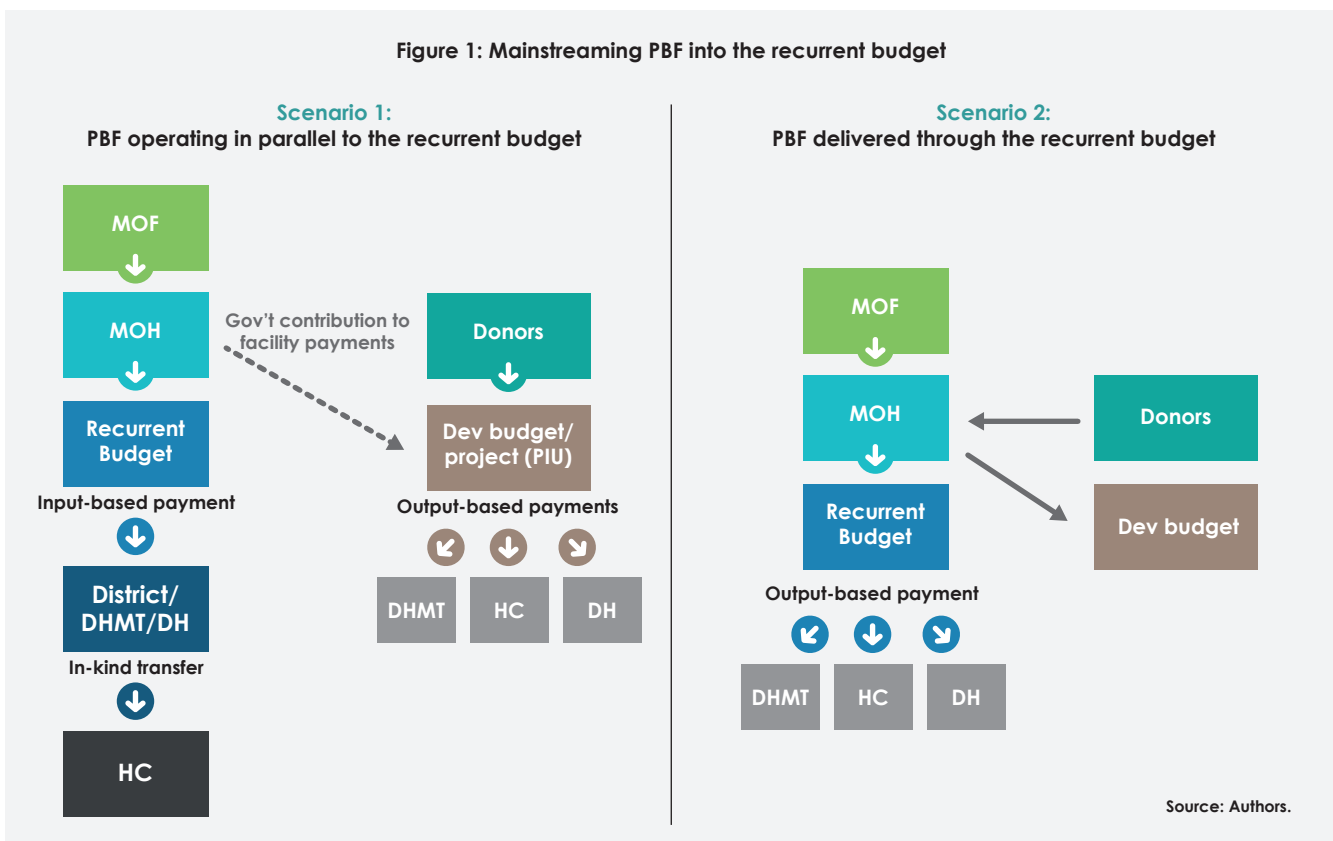 Figure 1: Mainstreaming PBF into the recurrent budget
Scenario 1:
PBF operating in parallel to the recurrent budget
MOF
MOH
Gov’t contribution to
facility payments
Donors
Recurrent
Budget
Dev budget/
project (PIU)
Input-based payment
Output-based payments
District/
DHMT/DH
DHMT
HC
DH
In-kind transfer
HC
Scenario 2:
PBF delivered through the recurrent budget
MOF
MOH
Donors
Recurrent
Budget
Dev budget
Output-based payment
DHMT
HC
DH
Source: Authors.